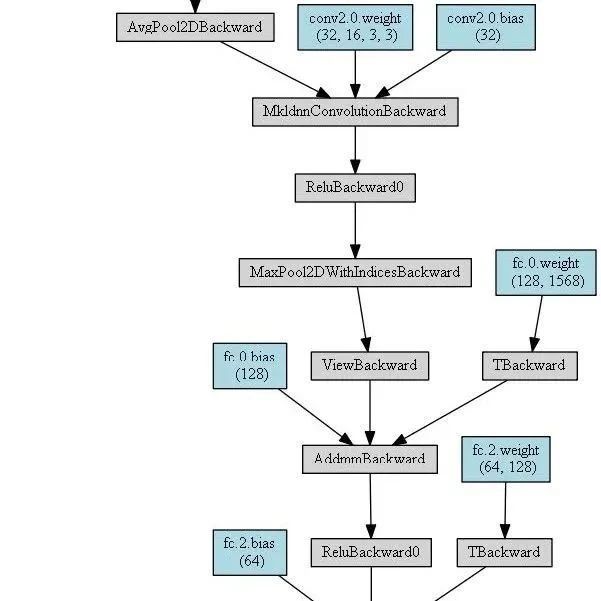 AvgPool2DBackward
conv2.0.weight
(32, 16, 3, 3)
conv2.0.bias
(32)
MkldnnConvolutionBackward
ReluBackward0
MaxPool2DWithIndicesBackward
fc.0.weight
(128, 1568)
fc.0.bias
(128)
ViewBackward
TBackward
AddmmBackward
fc.2.weight
(64, 128)
fc.2.bias
(64)
ReluBackward0
TBackward